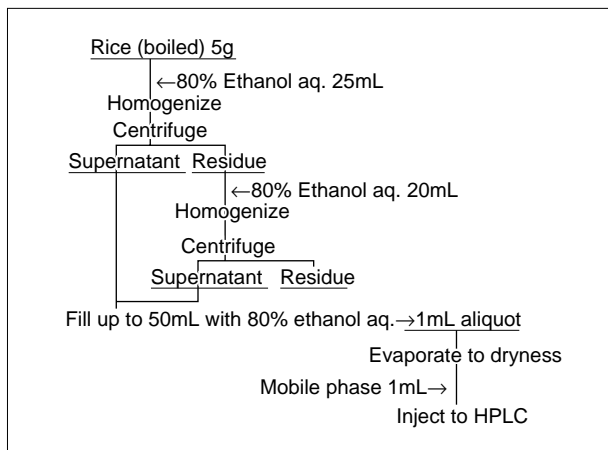 Rice (boiled) 5g
←80% Ethanol aq. 25mL
Homogenize
Centrifuge
Supernatant Residue
←80% Ethanol aq. 20mL
Homogenize
Centrifuge
Supernatant Residue
Fill up to 50mL with 80% ethanol aq.→1mL aliquot
Evaporate to dryness
Mobile phase 1mL→
Inject to HPLC